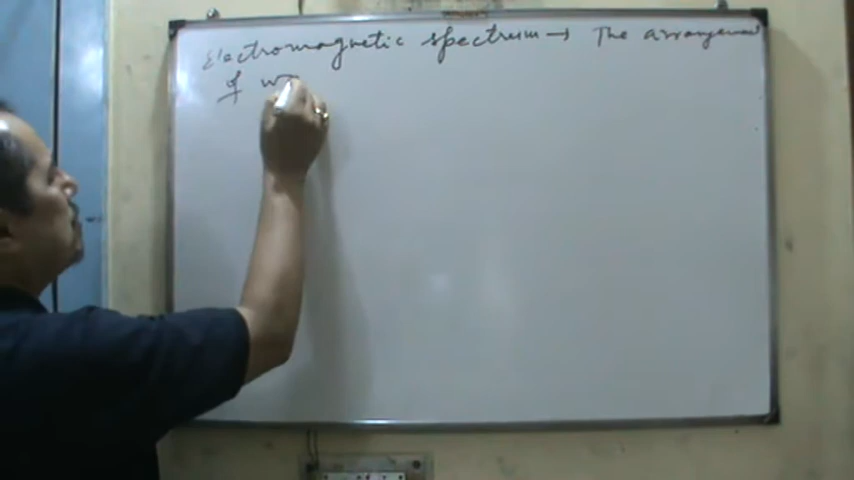 Electromagnetic spectrum → The arrangement
of w